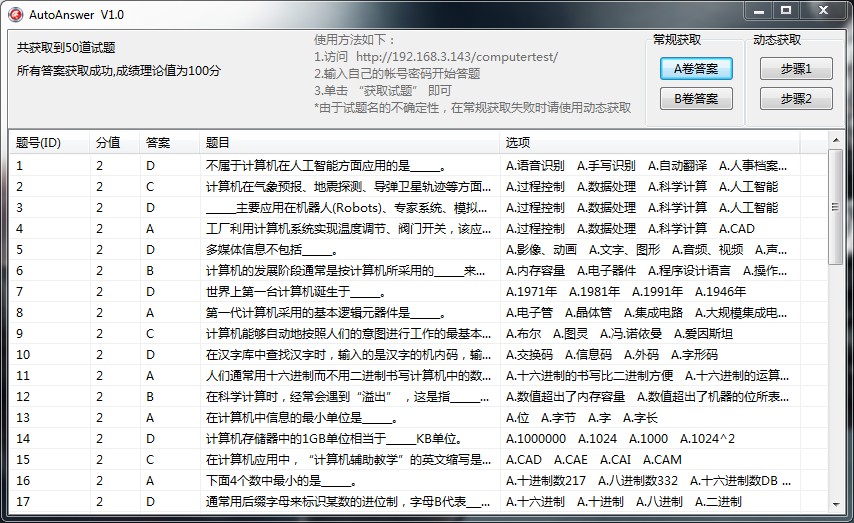 AutoAnswer V1.0
共获取到50道试题
所有答案获取成功,成绩理论值为100分
使用方法如下：
1.访问 http://192.168.3.143/computertest/
2.输入自己的帐号密码开始答题
3.单击 “获取试题” 即可
*由于试题名的不确定性，在常规获取失败时请使用动态获取
常规获取
A卷答案
B卷答案
动态获取
步骤1
步骤2
题号(ID) 分值 答案 题目 选项
1 2 D 不属于计算机在人工智能方面应用的是_____。 A.语音识别 A.手写识别 A.自动翻译 A.人事档案...
2 2 C 计算机在气象预报、地震探测、导弹卫星轨迹等方面... A.过程控制 A.数据处理 A.科学计算 A.人工智能
3 2 D _____主要应用在机器人(Robots)、专家系统、模拟... A.过程控制 A.数据处理 A.科学计算 A.人工智能
4 2 A 工厂利用计算机系统实现温度调节、阀门开关，该应... A.过程控制 A.数据处理 A.科学计算 A.CAD
5 2 D 多媒体信息不包括_____。 A.影像、动画 A.文字、图形 A.音频、视频 A.声...
6 2 B 计算机的发展阶段通常是按计算机所采用的_____来... A.内存容量 A.电子器件 A.程序设计语言 A.操作...
7 2 D 世界上第一台计算机诞生于_____。 A.1971年 A.1981年 A.1991年 A.1946年
8 2 A 第一代计算机采用的基本逻辑元器件是_____。 A.电子管 A.晶体管 A.集成电路 A.大规模集成电...
9 2 C 计算机能够自动地按照人们的意图进行工作的最基本... A.布尔 A.图灵 A.冯.诺依曼 A.爱因斯坦
10 2 D 在汉字库中查找汉字时，输入的是汉字的机内码，输... A.交换码 A.信息码 A.外码 A.字形码
11 2 A 人们通常用十六进制而不用二进制书写计算机中的数... A.十六进制的书写比二进制方便 A.十六进制的运算...
12 2 B 在科学计算时，经常会遇到“溢出” ，这是指_____... A.数值超出了内存容量 A.数值超出了机器的位所表...
13 2 A 在计算机中信息的最小单位是_____。 A.位 A.字节 A.字 A.字长
14 2 D 计算机存储器中的1GB单位相当于_____KB单位。 A.1000000 A.1024 A.1000 A.1024^2
15 2 C 在计算机应用中，“计算机辅助教学”的英文缩写是... A.CAD A.CAE A.CAI A.CAM
16 2 A 下面4个数中最小的是_____。 A.十进制数217 A.八进制数332 A.十六进制数DB ...
17 2 D 通常用后缀字母来标识某数的进位制，字母B代表___... A.十六进制 A.十进制 A.八进制 A.二进制